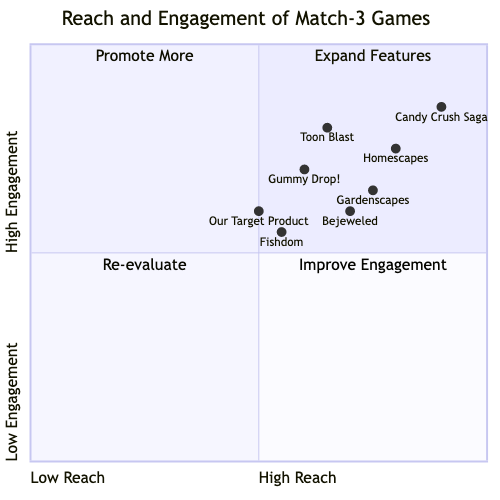 Reach and Engagement of Match-3 Games
Promote More
Expand Features
Candy Crush Saga
Toon Blast
Homescapes
Gummy Drop!
Gardenscapes
Our Target Product
Bejeweled
Fishdom
High Engagement
Re-evaluate
Improve Engagement
Low Engagement
Low Reach
High Reach